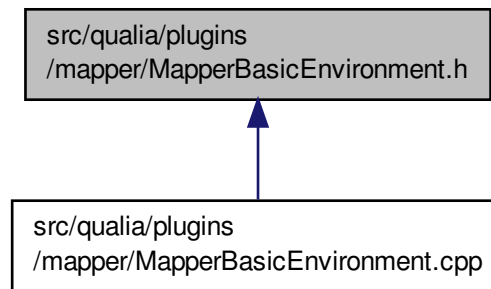 src/qualia/plugins
/mapper/MapperBasicEnvironment.h
src/qualia/plugins
/mapper/MapperBasicEnvironment.cpp